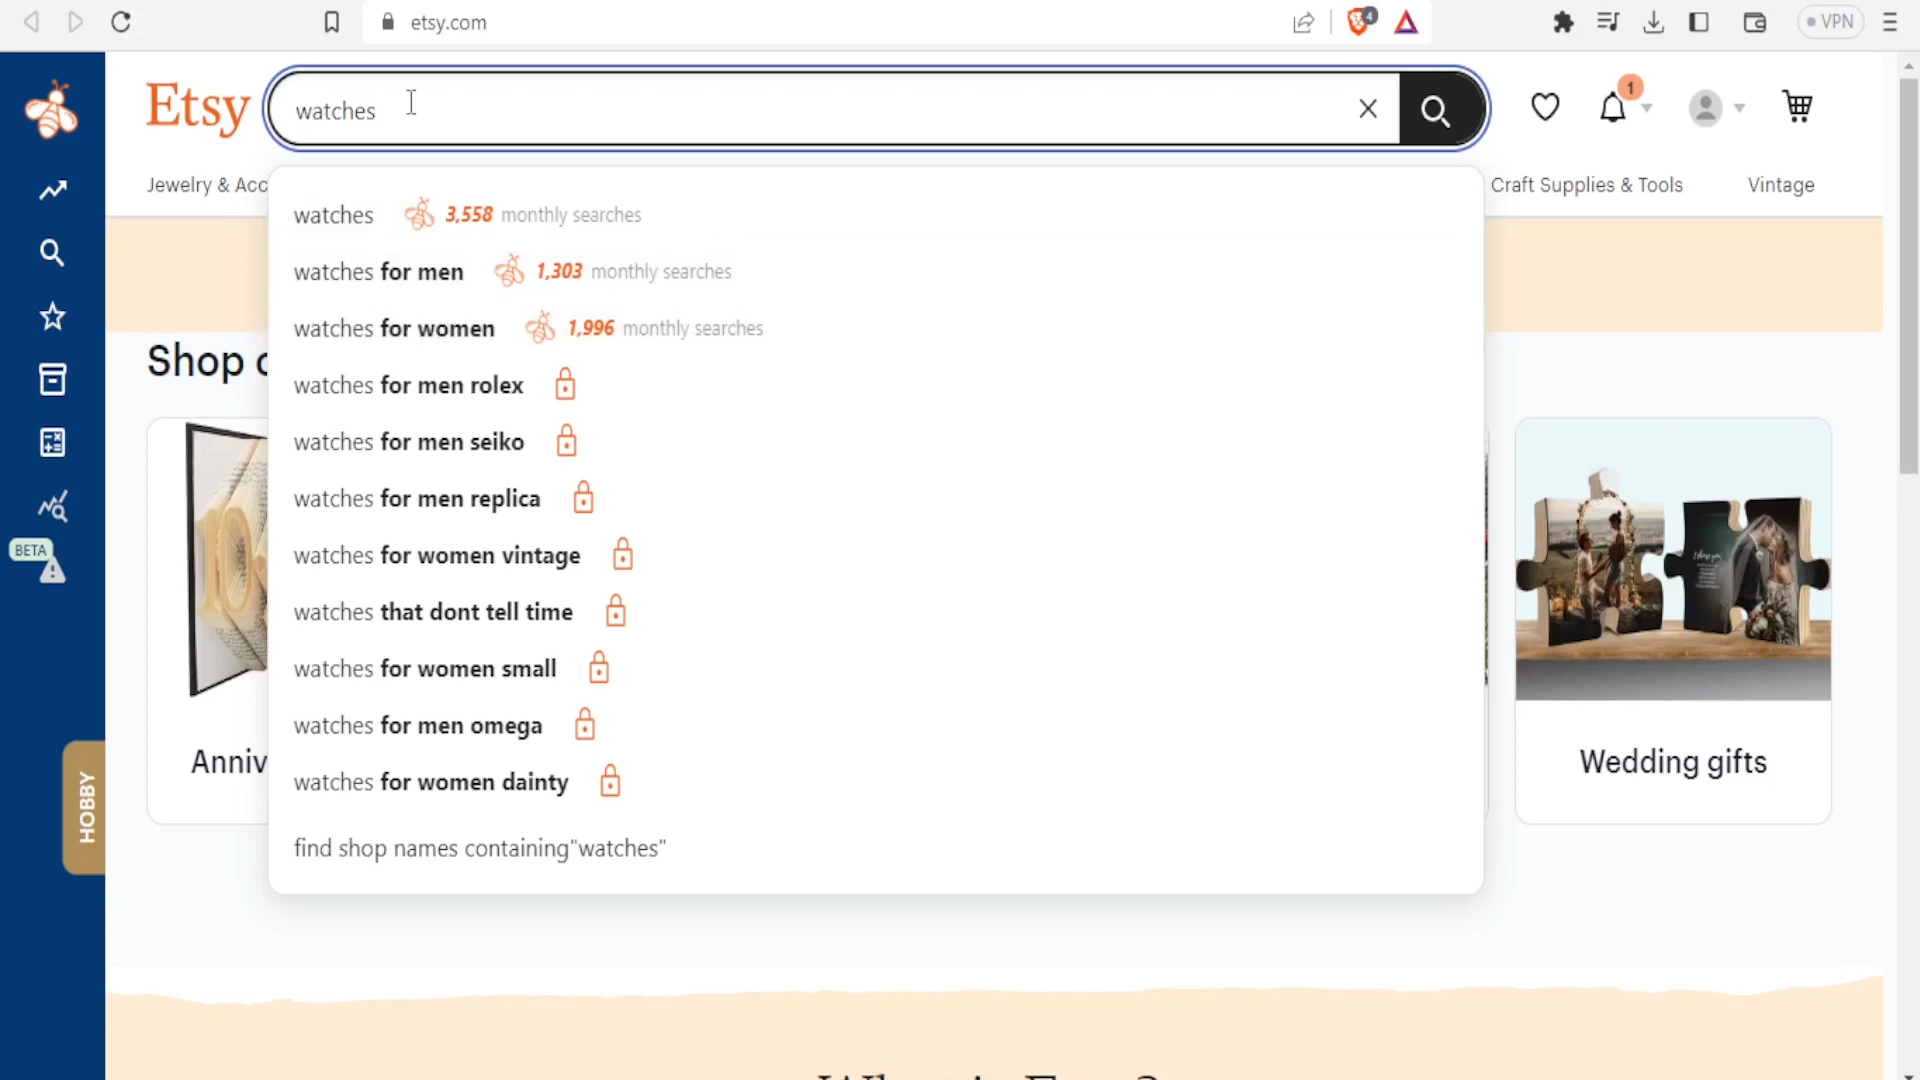 etsy.com
4
VPN
Etsy
watches
1
Jewelry & Acc
Craft Supplies & Tools
Vintage
watches 3,558 monthly searches
watches for men 1,303 monthly searches
watches for women 1,996 monthly searches
Shop
watches for men rolex
watches for men seiko
watches for men replica
watches for women vintage
BETA
watches that dont tell time
watches for women small
watches for men omega
Anniv
Wedding gifts
watches for women dainty
HOBBY
find shop names containing"watches"